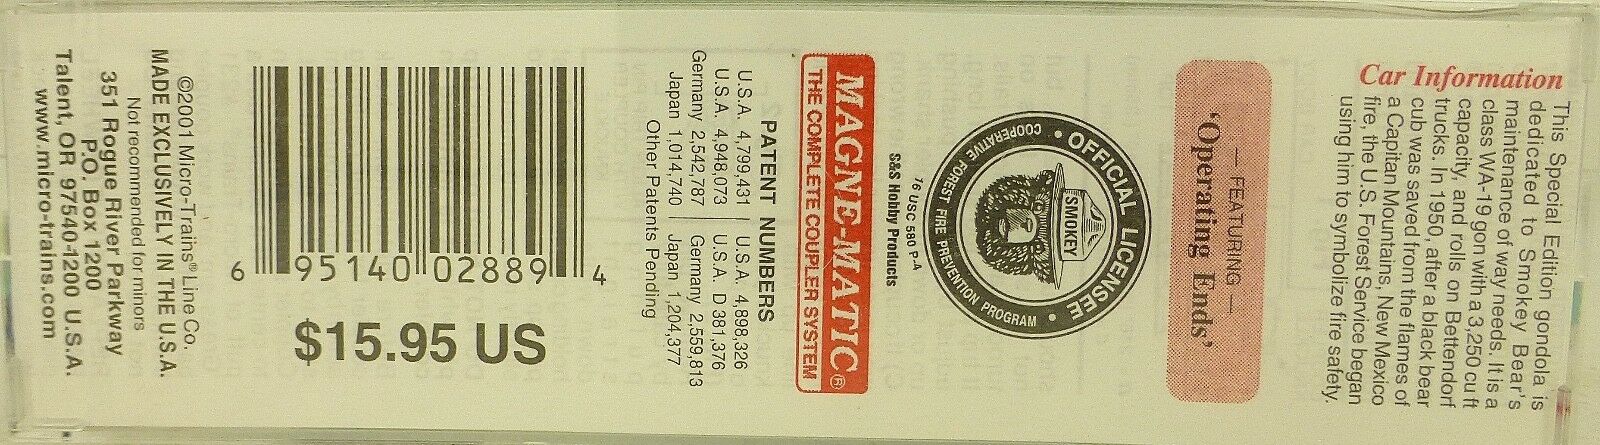 Car Information
This Special Edition gondola is
dedicated to Smokey Bear's
maintenance of way needs. It is a
class WA-19 gon with a 3,250 cu ft
capacity, and rolls on Bettendorf
trucks. In 1950, after a black bear
cub was saved from the flames of
a Capitan Mountains, New Mexico
fire, the U.S. Forest Service began
using him to symbolize fire safety.
— FEATURING —
'Operating Ends'
• OFFICIAL LICENSEE •
COOPERATIVE FOREST FIRE PREVENTION PROGRAM
SMOKEY
16 USC 580 P-4
S&S Hobby Products
MAGNE-MATIC®
THE COMPLETE COUPLER SYSTEM
PATENT NUMBERS
U.S.A. 4,799,431 | U.S.A. 4,898,326
U.S.A. 4,948,073 | U.S.A. D 381,376
Germany 2,542,787 | Germany 2,559,813
Japan 1,014,740 | Japan 1,204,377
Other Patents Pending
6 95140 02889 4
$15.95 US
©2001 Micro-Trains® Line Co.
MADE EXCLUSIVELY IN THE U.S.A.
Not recommended for minors
351 Rogue River Parkway
P.O. Box 1200
Talent, OR 97540-1200 U.S.A.
www.micro-trains.com